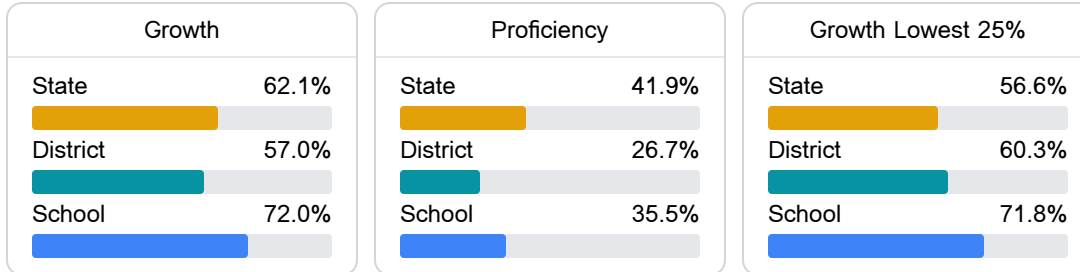 Growth
State 62.1%
District 57.0%
School 72.0%
Proficiency
State 41.9%
District 26.7%
School 35.5%
Growth Lowest 25%
State 56.6%
District 60.3%
School 71.8%